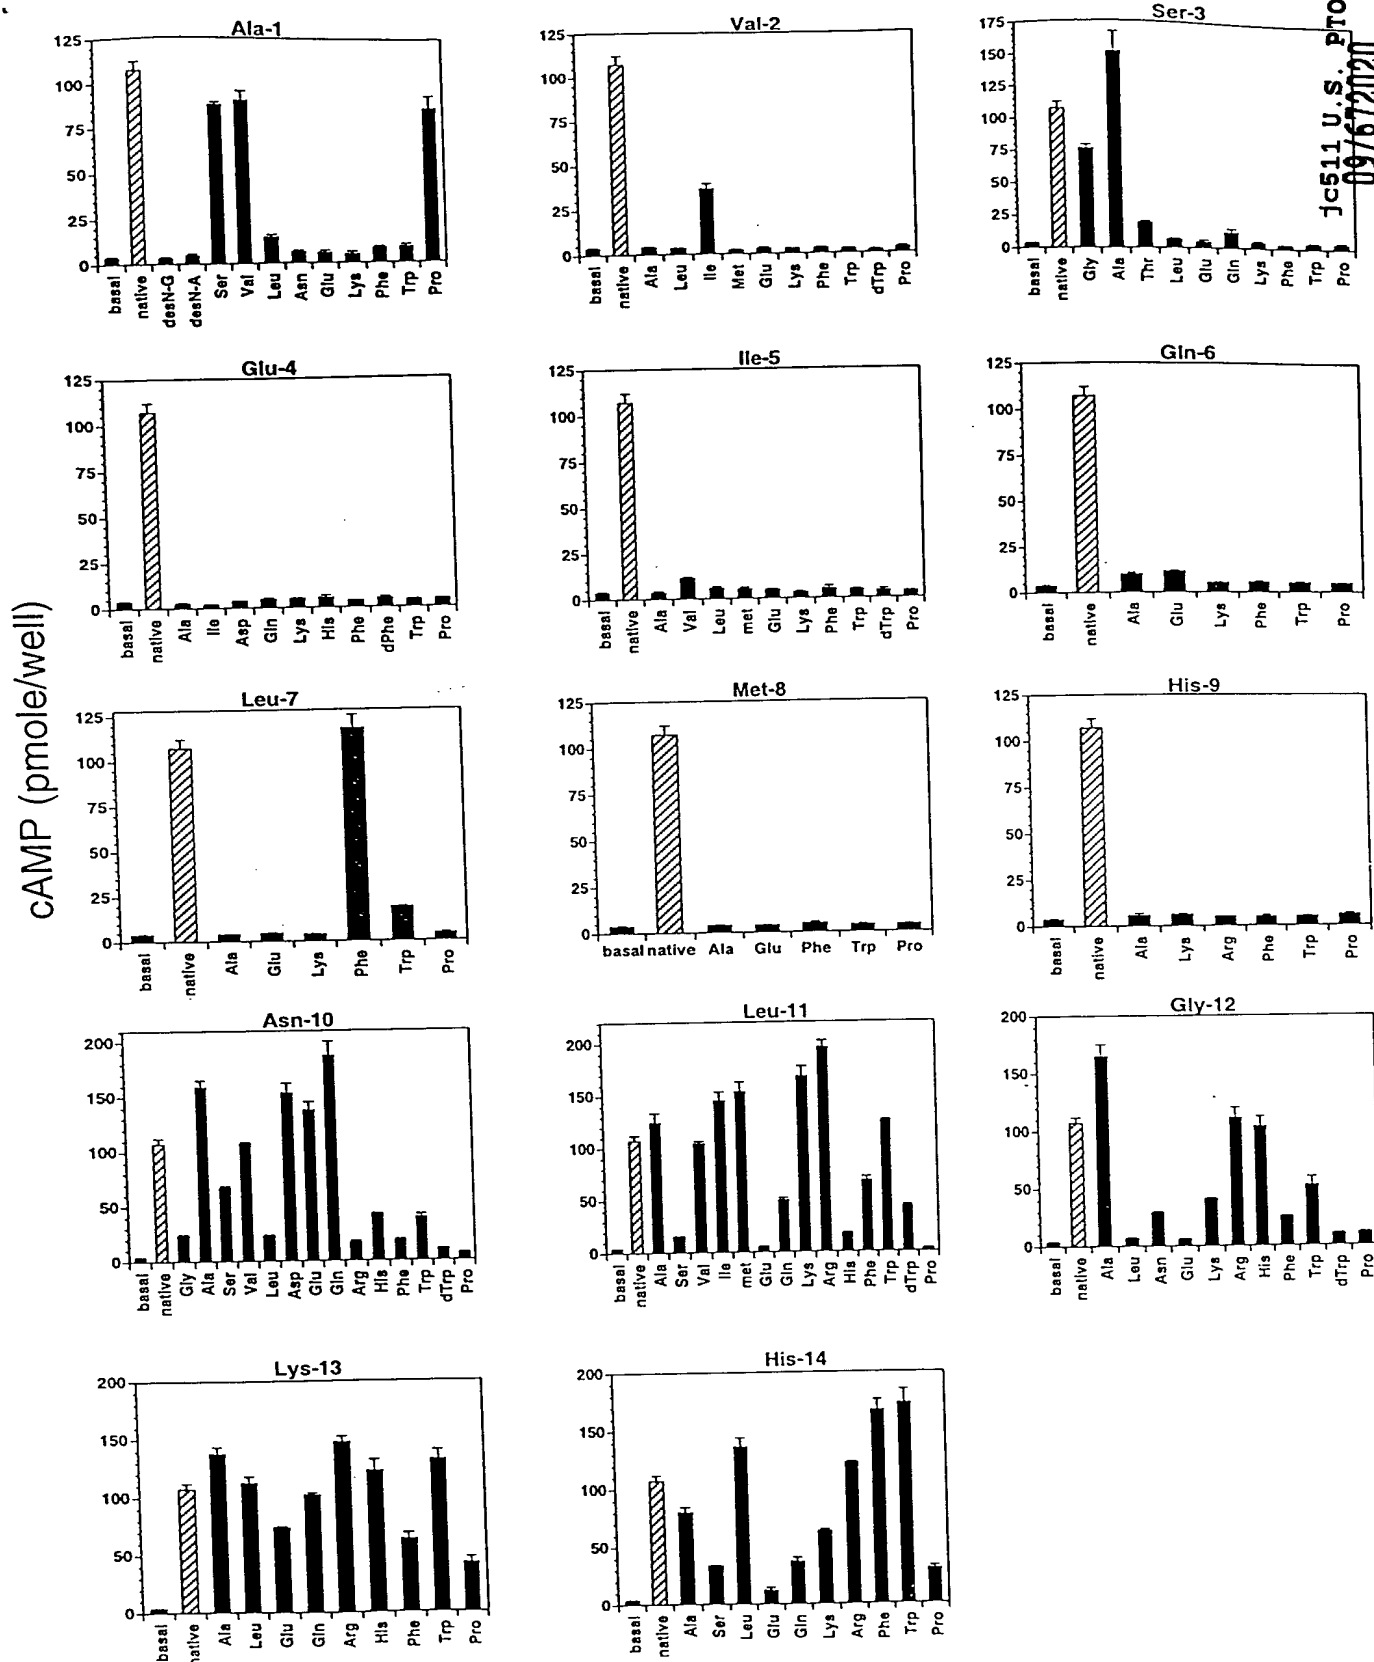 Ala-1
125
100
75
50
25
0
basal native desN-G desN-A Ser Val Leu Asn Glu Lys Phe Trp Pro
Val-2
125
100
75
50
25
0
basal native Ala Leu Ile Met Glu Lys Phe Trp dTrp Pro
Ser-3
175
150
125
100
75
50
25
0
basal native Gly Ala Thr Leu Glu Gln Lys Phe Trp Pro
jc511 U.S. PTO
09/672020
Glu-4
125
100
75
50
25
0
basal native Ala Ile Asp Gln Lys His Phe dPhe Trp Pro
Ile-5
125
100
75
50
25
0
basal native Ala Val Leu met Glu Lys Phe Trp dTrp Pro
Gln-6
125
100
75
50
25
0
basal native Ala Glu Lys Phe Trp Pro
cAMP (pmole/well)
Leu-7
125
100
75
50
25
0
basal native Ala Glu Lys Phe Trp Pro
Met-8
125
100
75
50
25
0
basal native Ala Glu Phe Trp Pro
His-9
125
100
75
50
25
0
basal native Ala Lys Arg Phe Trp Pro
Asn-10
200
150
100
50
0
basal native Gly Ala Ser Val Leu Asp Glu Gln Arg His Phe Trp dTrp Pro
Leu-11
200
150
100
50
0
basal native Ala Ser Val Ile met Glu Gln Lys Arg His Phe Trp dTrp Pro
Gly-12
200
150
100
50
0
basal native Ala Leu Asn Glu Lys Arg His Phe Trp dTrp Pro
Lys-13
200
150
100
50
0
basal native Ala Leu Glu Gln Arg His Phe Trp Pro
His-14
200
150
100
50
0
basal native Ala Ser Leu Glu Gln Lys Arg Phe Trp Pro